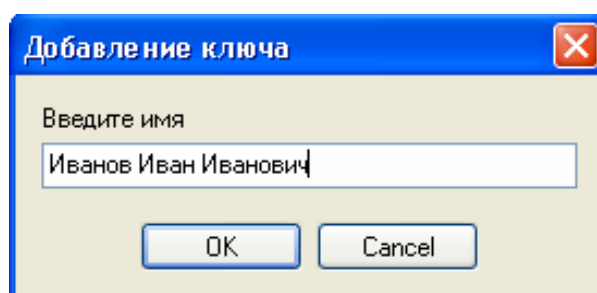 Добавление ключа
Введите имя
Иванов Иван Иванович
OK Cancel